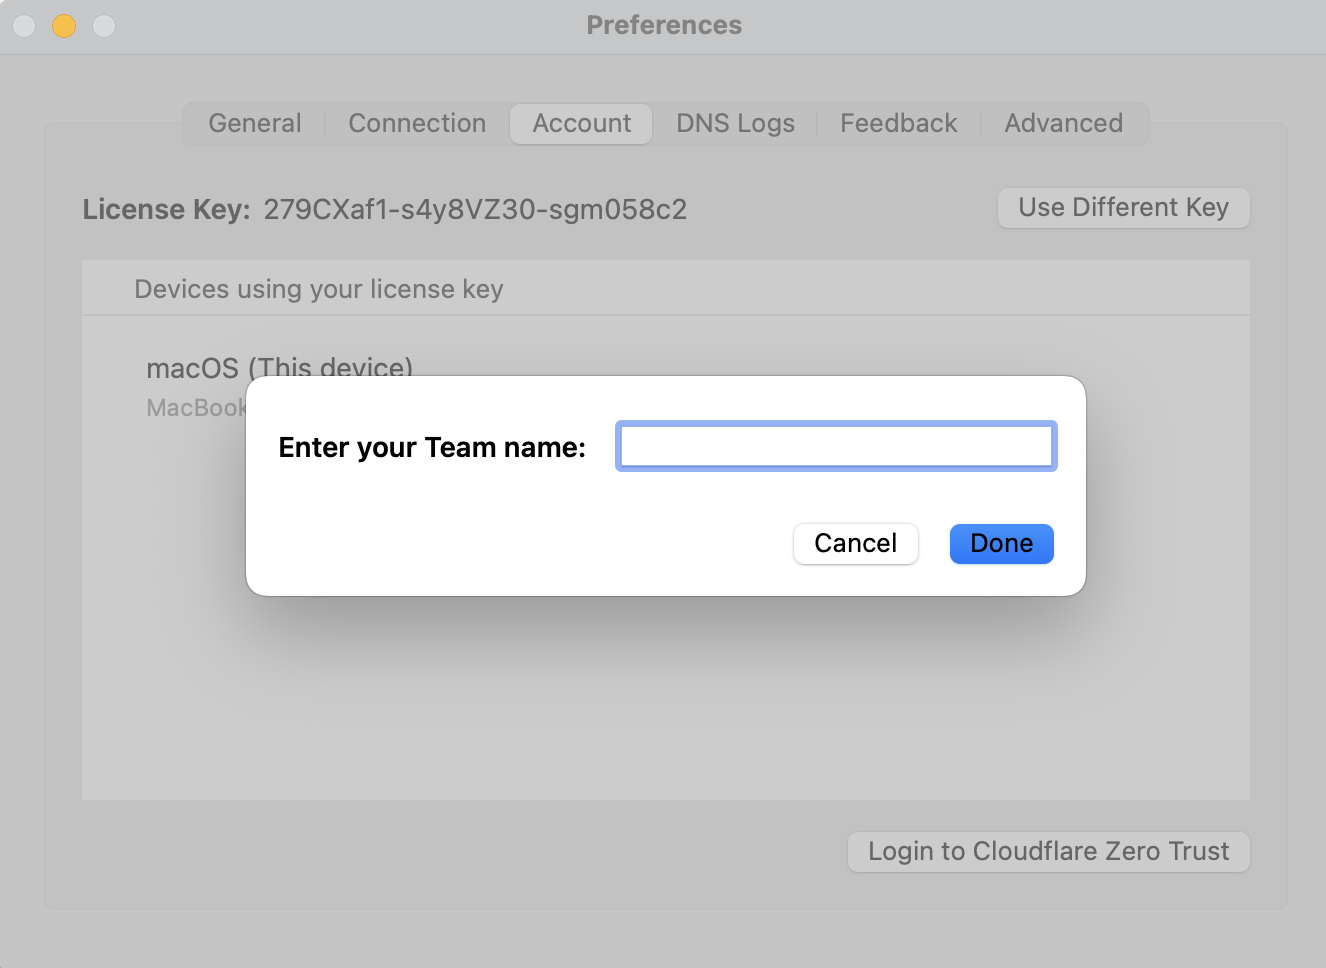 Preferences
General Connection Account DNS Logs Feedback Advanced
License Key: 279CXaf1-s4y8VZ30-sgm058c2 Use Different Key
Devices using your license key
macOS (This device)
MacBook
Enter your Team name:
Cancel Done
Login to Cloudflare Zero Trust